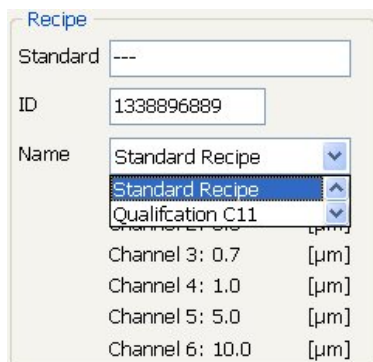 Recipe
Standard ---
ID 1338896889
Name Standard Recipe
Standard Recipe
Qualifcation C11
[µm]
Channel 3: 0.7 [µm]
Channel 4: 1.0 [µm]
Channel 5: 5.0 [µm]
Channel 6: 10.0 [µm]